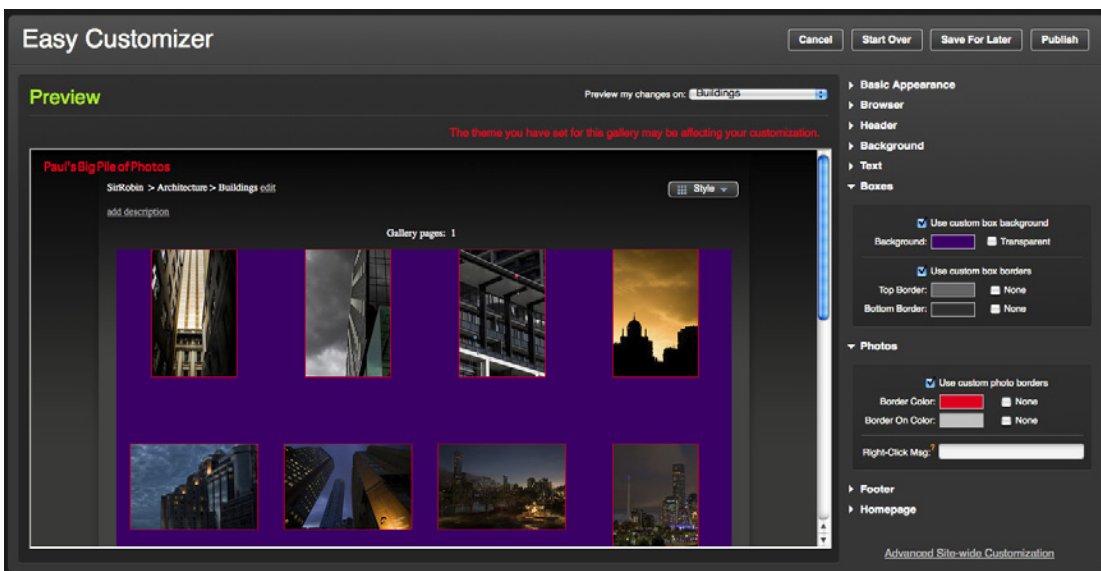 Easy Customizer
Cancel Start Over Save For Later Publish
Preview
Preview my changes on: Buildings
The theme you have set for this gallery may be affecting your customization.
Paul's Big Pile of Photos
SirRobin > Architecture > Buildings edit
Style
add description
Gallery pages: 1
Basic Appearance
Browser
Header
Background
Text
Boxes
Use custom box background
Background: Transparent
Use custom box borders
Top Border: None
Bottom Border: None
Photos
Use custom photo borders
Border Color: None
Border On Color: None
Right-Click Msg:?
Footer
Homepage
Advanced Site-wide Customization